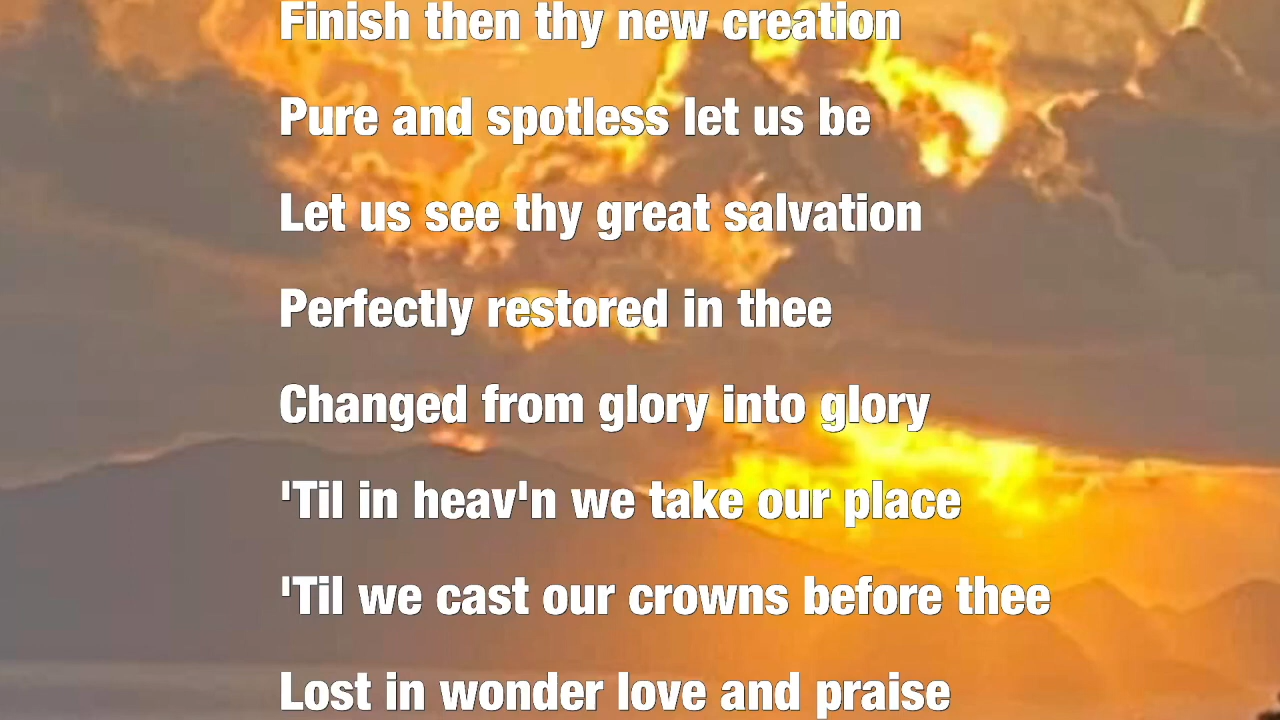 Finish then thy new creation
Pure and spotless let us be
Let us see thy great salvation
Perfectly restored in thee
Changed from glory into glory
'Til in heav'n we take our place
'Til we cast our crowns before thee
Lost in wonder love and praise